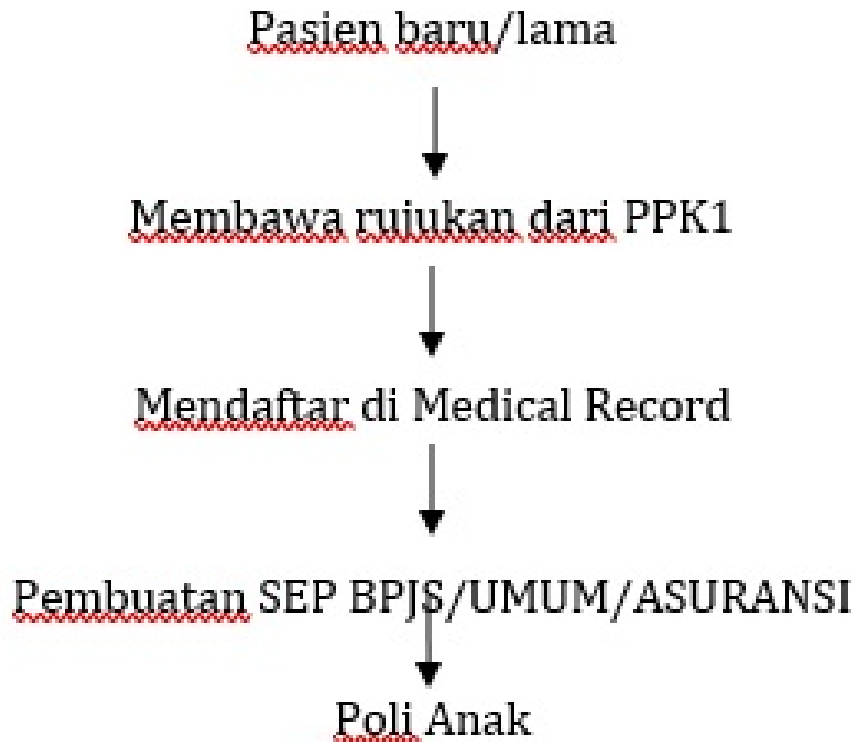 Pasien baru/lama
Membawa rujukan dari PPK1
Mendaftar di Medical Record
Pembuatan SEP BPJS/UMUM/ASURANSI
Poli Anak